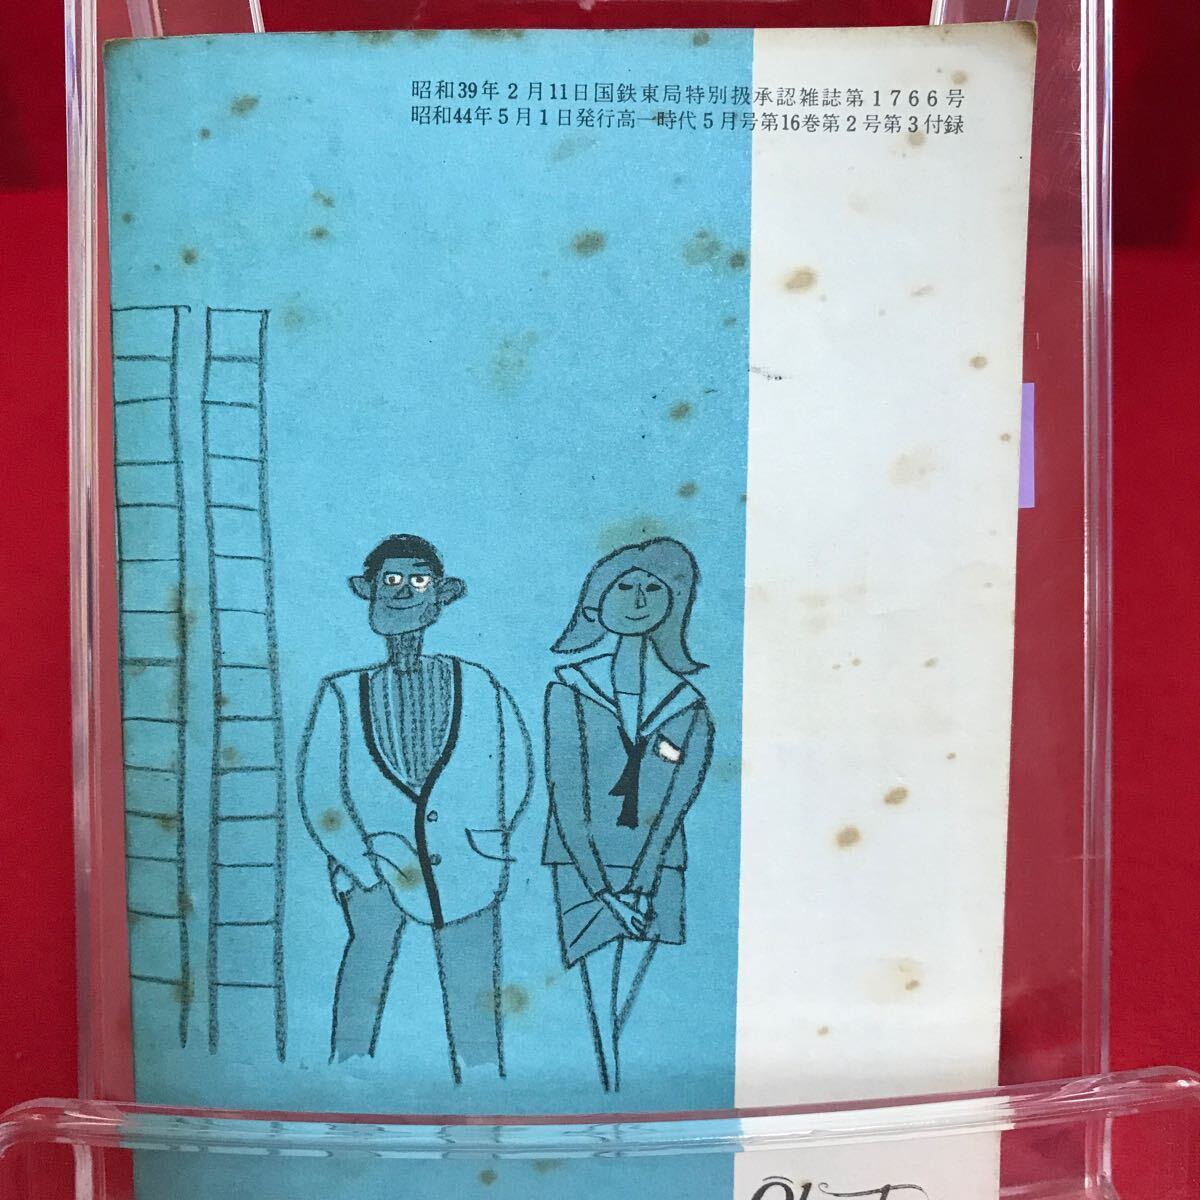 昭和39年2月11日国鉄東局特別扱承認雑誌第1766号
昭和44年5月1日発行高一時代5月号第16巻第2号第3付録